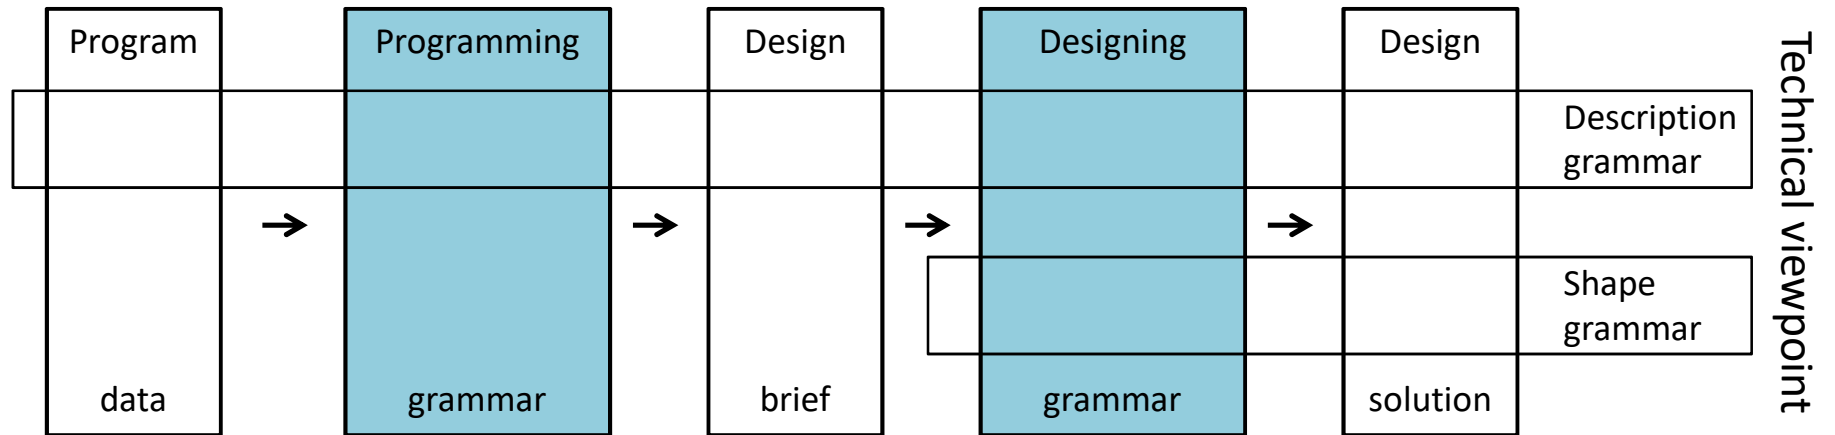 Program
data
Programming
grammar
Design
brief
Designing
grammar
Design
solution
Description
grammar
Shape
grammar
Technical viewpoint